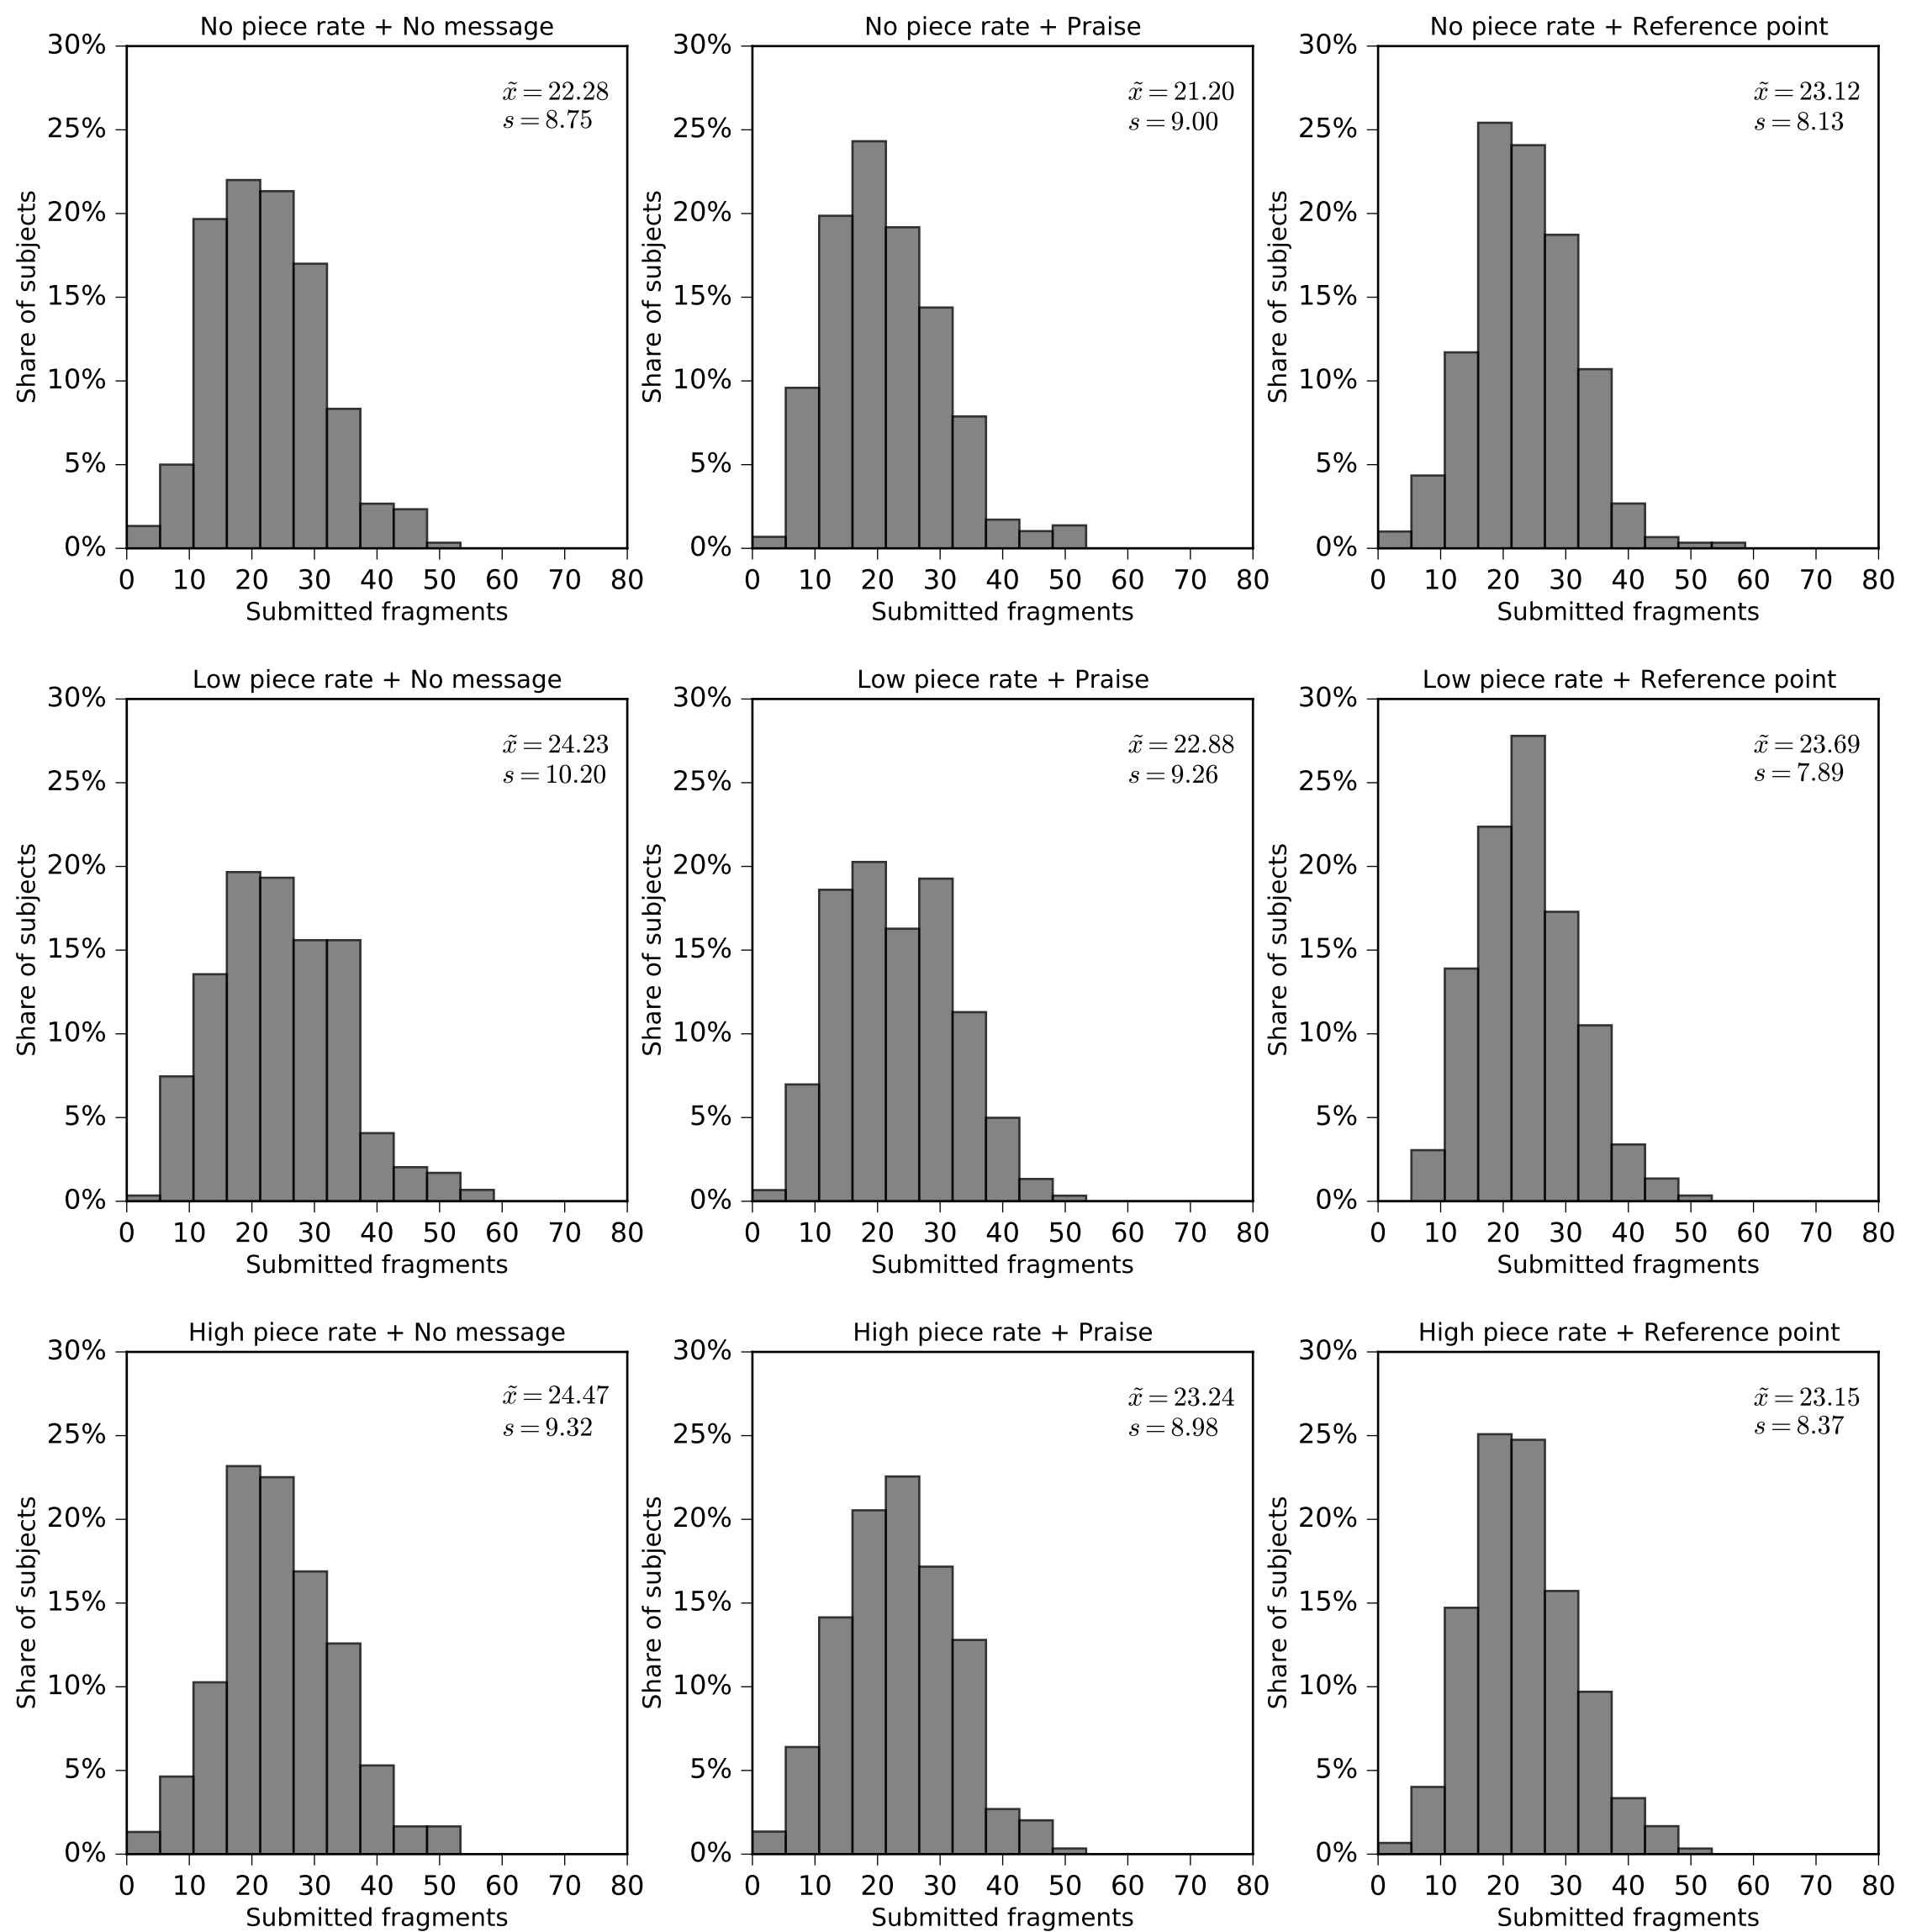 No piece rate + No message
30%
25%
20%
15%
10%
5%
0%
Share of subjects
x̃ = 22.28
s = 8.75
0 10 20 30 40 50 60 70 80
Submitted fragments
No piece rate + Praise
30%
25%
20%
15%
10%
5%
0%
Share of subjects
x̃ = 21.20
s = 9.00
0 10 20 30 40 50 60 70 80
Submitted fragments
No piece rate + Reference point
30%
25%
20%
15%
10%
5%
0%
Share of subjects
x̃ = 23.12
s = 8.13
0 10 20 30 40 50 60 70 80
Submitted fragments
Low piece rate + No message
30%
25%
20%
15%
10%
5%
0%
Share of subjects
x̃ = 24.23
s = 10.20
0 10 20 30 40 50 60 70 80
Submitted fragments
Low piece rate + Praise
30%
25%
20%
15%
10%
5%
0%
Share of subjects
x̃ = 22.88
s = 9.26
0 10 20 30 40 50 60 70 80
Submitted fragments
Low piece rate + Reference point
30%
25%
20%
15%
10%
5%
0%
Share of subjects
x̃ = 23.69
s = 7.89
0 10 20 30 40 50 60 70 80
Submitted fragments
High piece rate + No message
30%
25%
20%
15%
10%
5%
0%
Share of subjects
x̃ = 24.47
s = 9.32
0 10 20 30 40 50 60 70 80
Submitted fragments
High piece rate + Praise
30%
25%
20%
15%
10%
5%
0%
Share of subjects
x̃ = 23.24
s = 8.98
0 10 20 30 40 50 60 70 80
Submitted fragments
High piece rate + Reference point
30%
25%
20%
15%
10%
5%
0%
Share of subjects
x̃ = 23.15
s = 8.37
0 10 20 30 40 50 60 70 80
Submitted fragments